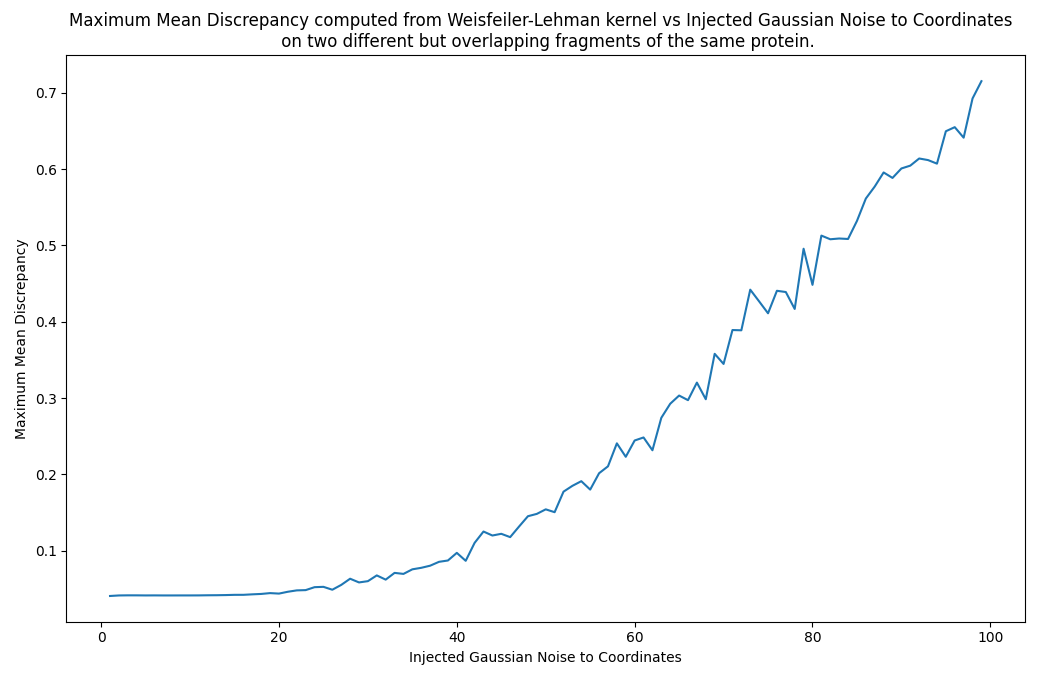 Maximum Mean Discrepancy computed from Weisfeiler-Lehman kernel vs Injected Gaussian Noise to Coordinates
on two different but overlapping fragments of the same protein.
0.7
0.6
0.5
0.4
0.3
0.2
0.1
Maximum Mean Discrepancy
0 20 40 60 80 100
Injected Gaussian Noise to Coordinates